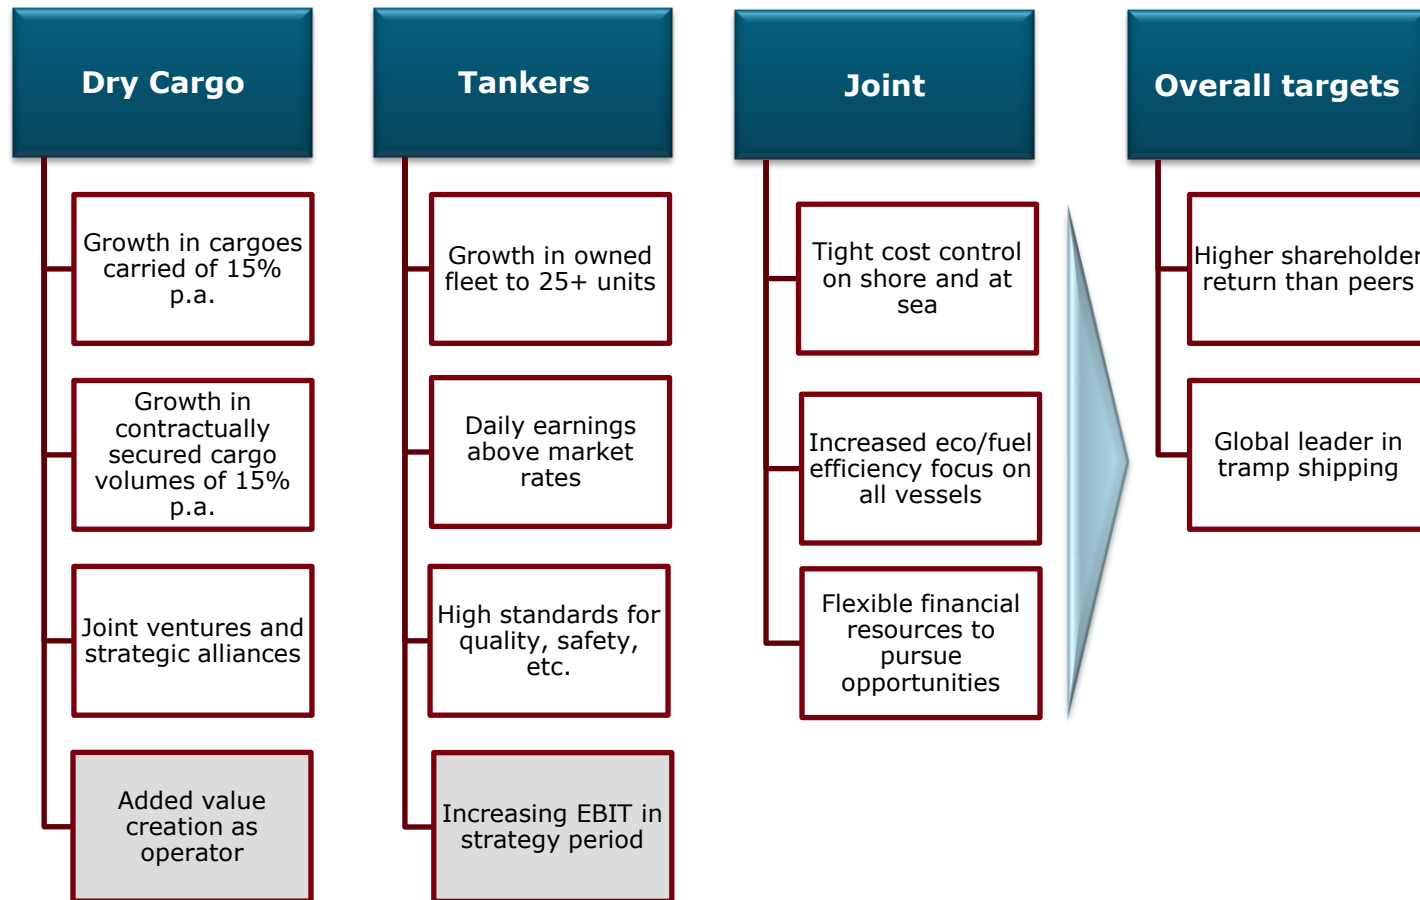 Dry Cargo
Growth in cargoes
carried of 15%
p.a.
Growth in
contractually
secured cargo
volumes of 15%
p.a.
Joint ventures and
strategic alliances
Added value
creation as
operator
Tankers
Growth in owned
fleet to 25+ units
Daily earnings
above market
rates
High standards for
quality, safety,
etc.
Increasing EBIT in
strategy period
Joint
Tight cost control
on shore and at
sea
Increased eco/fuel
efficiency focus on
all vessels
Flexible financial
resources to
pursue
opportunities
Overall targets
Higher shareholder
return than peers
Global leader in
tramp shipping